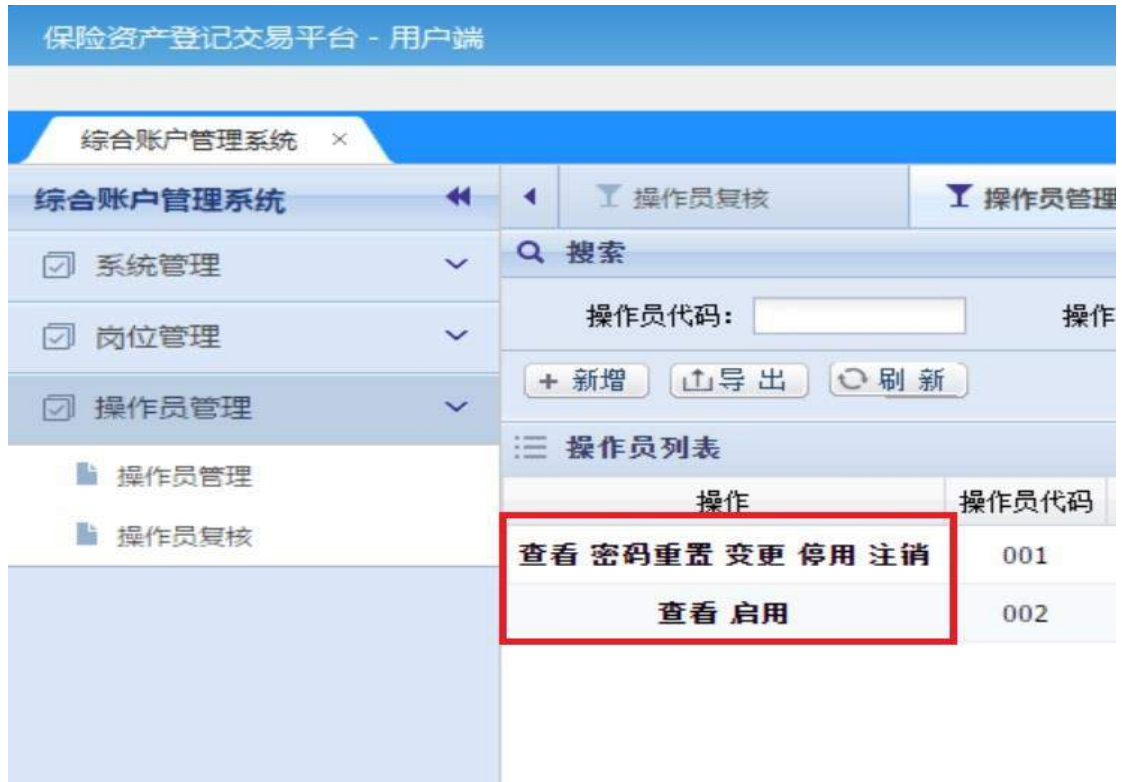 保险资产登记交易平台 - 用户端
综合账户管理系统 ×
综合账户管理系统
系统管理
岗位管理
操作员管理
操作员管理
操作员复核
操作员复核 操作员管理
搜索
操作员代码： 操作
新增 导出 刷新
操作员列表
操作 操作员代码
查看 密码重置 变更 停用 注销 001
查看 启用 002